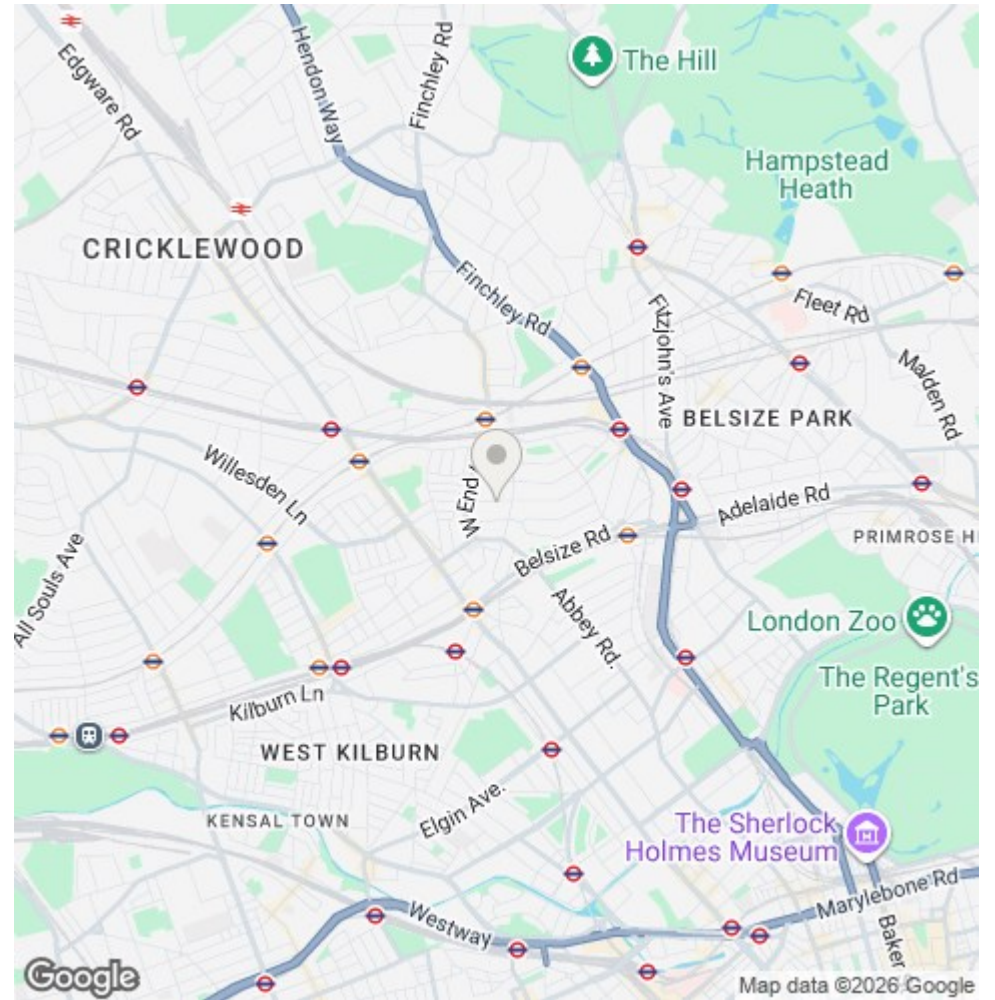 Edgware Rd
Hendon Way
Finchley Rd
The Hill
Hampstead
Heath
CRICKLEWOOD
Finchley Rd
Fitzjohn's Ave
Fleet Rd
Malden Rd
BELSIZE PARK
Willesden Ln
W End
Adelaide Rd
Belsize Rd
PRIMROSE HI
All Souls Ave
Abbey Rd.
London Zoo
The Regent's
Park
Kilburn Ln
WEST KILBURN
KENSAL TOWN
Elgin Ave.
The Sherlock
Holmes Museum
Marylebone Rd
Westway
Baker
Google
Map data ©2026 Google